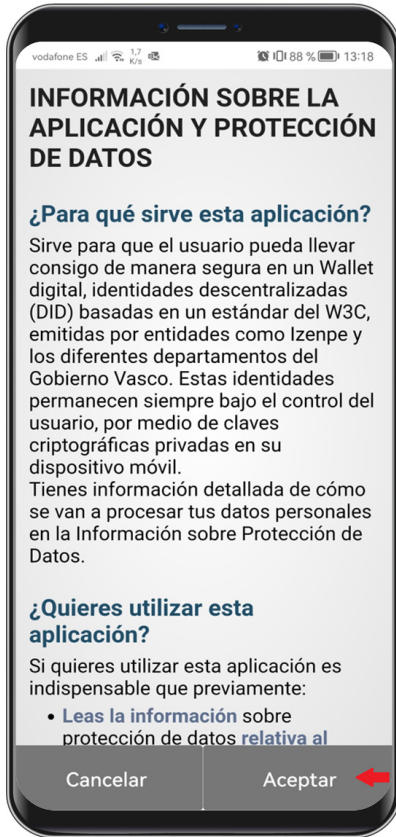 vodafone ES 1,7 K/s 88 % 13:18
INFORMACIÓN SOBRE LA
APLICACIÓN Y PROTECCIÓN
DE DATOS
¿Para qué sirve esta aplicación?
Sirve para que el usuario pueda llevar
consigo de manera segura en un Wallet
digital, identidades descentralizadas
(DID) basadas en un estándar del W3C,
emitidas por entidades como Izenpe y
los diferentes departamentos del
Gobierno Vasco. Estas identidades
permanecen siempre bajo el control del
usuario, por medio de claves
criptográficas privadas en su
dispositivo móvil.
Tienes información detallada de cómo
se van a procesar tus datos personales
en la Información sobre Protección de
Datos.
¿Quieres utilizar esta
aplicación?
Si quieres utilizar esta aplicación es
indispensable que previamente:
• Leas la información sobre
protección de datos relativa al
Cancelar Aceptar